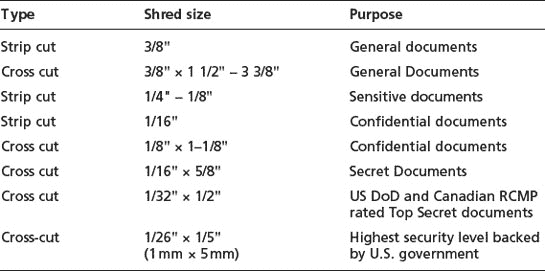 Type Shred size Purpose
Strip cut 3/8" General documents
Cross cut 3/8" × 1 1/2" – 3 3/8" General Documents
Strip cut 1/4" – 1/8" Sensitive documents
Strip cut 1/16" Confidential documents
Cross cut 1/8" × 1–1/8" Confidential documents
Cross cut 1/16" × 5/8" Secret Documents
Cross cut 1/32" × 1/2" US DoD and Canadian RCMP
rated Top Secret documents
Cross-cut 1/26" × 1/5" Highest security level backed
(1 mm × 5 mm) by U.S. government